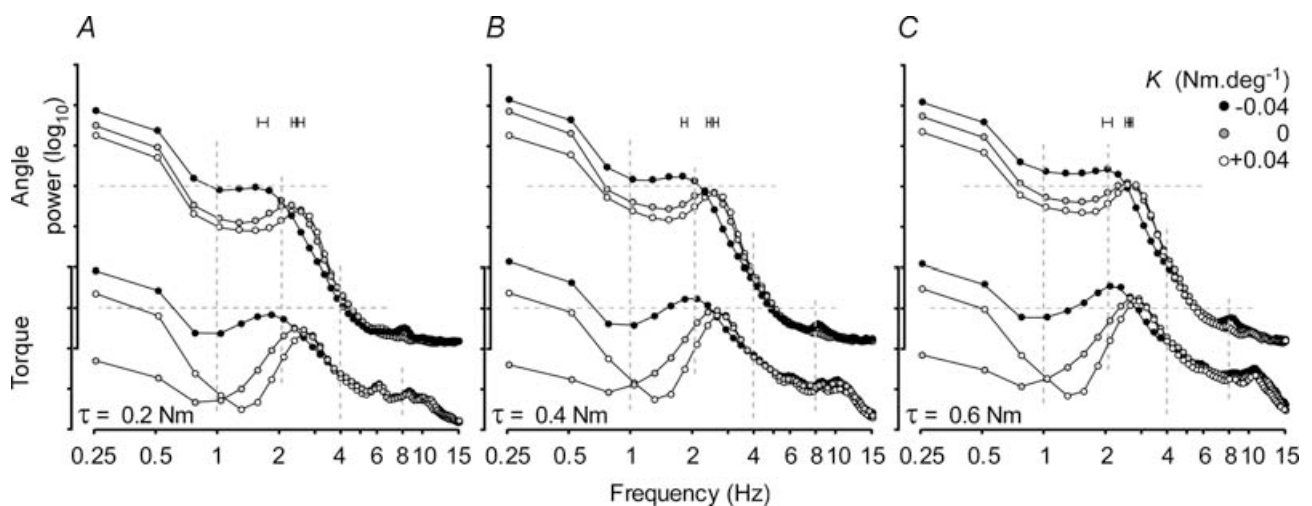 A
B
C
K (Nm.deg⁻¹)
-0.04
0
+0.04
Angle
power (log₁₀)
Torque
τ = 0.2 Nm
τ = 0.4 Nm
τ = 0.6 Nm
0.25 0.5 1 2 4 6 8 10 15
0.25 0.5 1 2 4 6 8 10 15
0.25 0.5 1 2 4 6 8 10 15
Frequency (Hz)